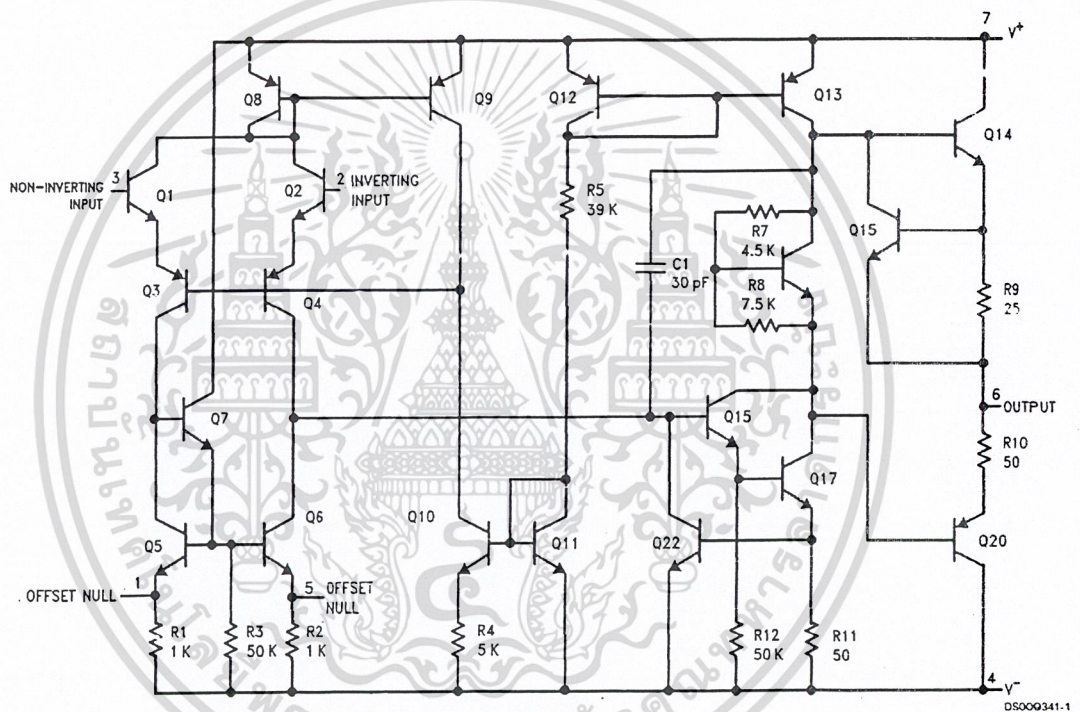 7
V+
Q8
Q9
Q12
Q13
Q14
NON-INVERTING
INPUT
3
Q1
Q2
2 INVERTING
INPUT
R5
39 K
Q15
R7
4.5 K
C1
30 pF
R8
7.5 K
Q3
Q4
R9
25
6
OUTPUT
Q7
Q15
R10
50
Q17
Q5
Q6
Q10
Q11
Q22
Q20
. OFFSET NULL
1
5 OFFSET
NULL
R1
1 K
R3
50 K
R2
1 K
R4
5 K
R12
50 K
R11
50
4
V-
DS009341-1